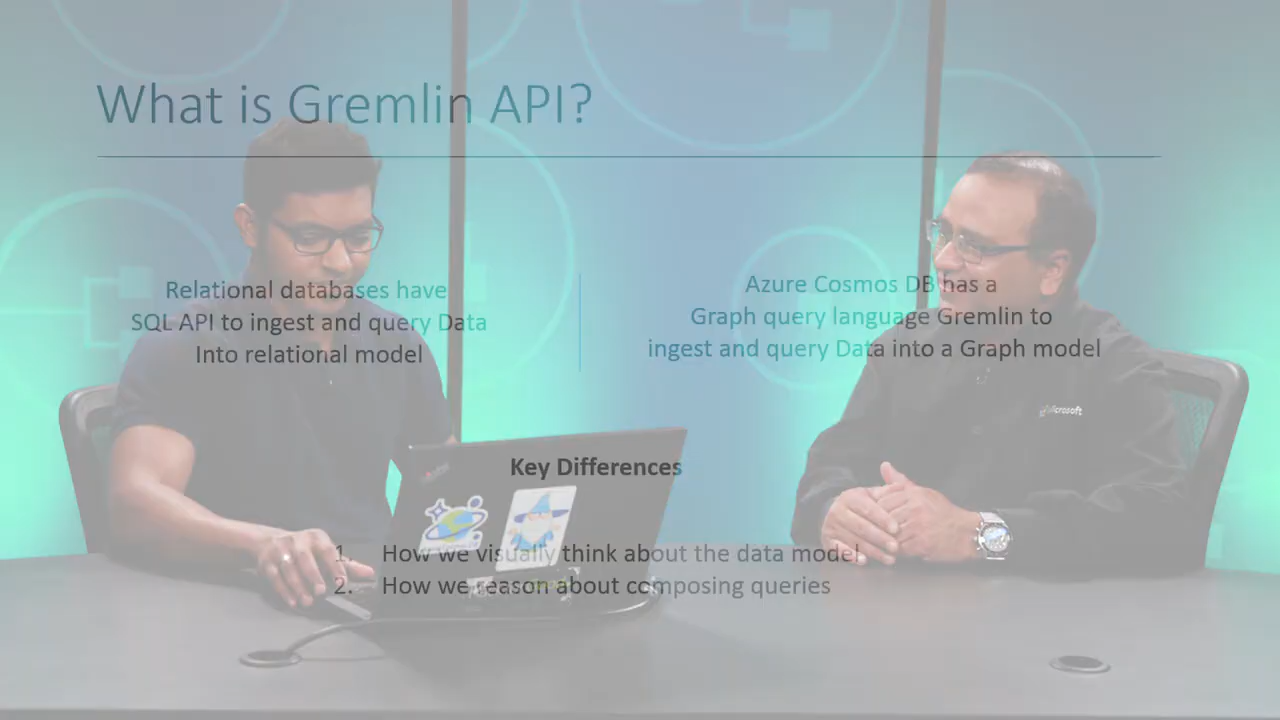 What is Gremlin API?
Relational databases have
SQL API to ingest and query Data
Into relational model
Azure Cosmos DB has a
Graph query language Gremlin to
ingest and query Data into a Graph model
Microsoft
Key Differences
1. How we visually think about the data model
2. How we reason about composing queries